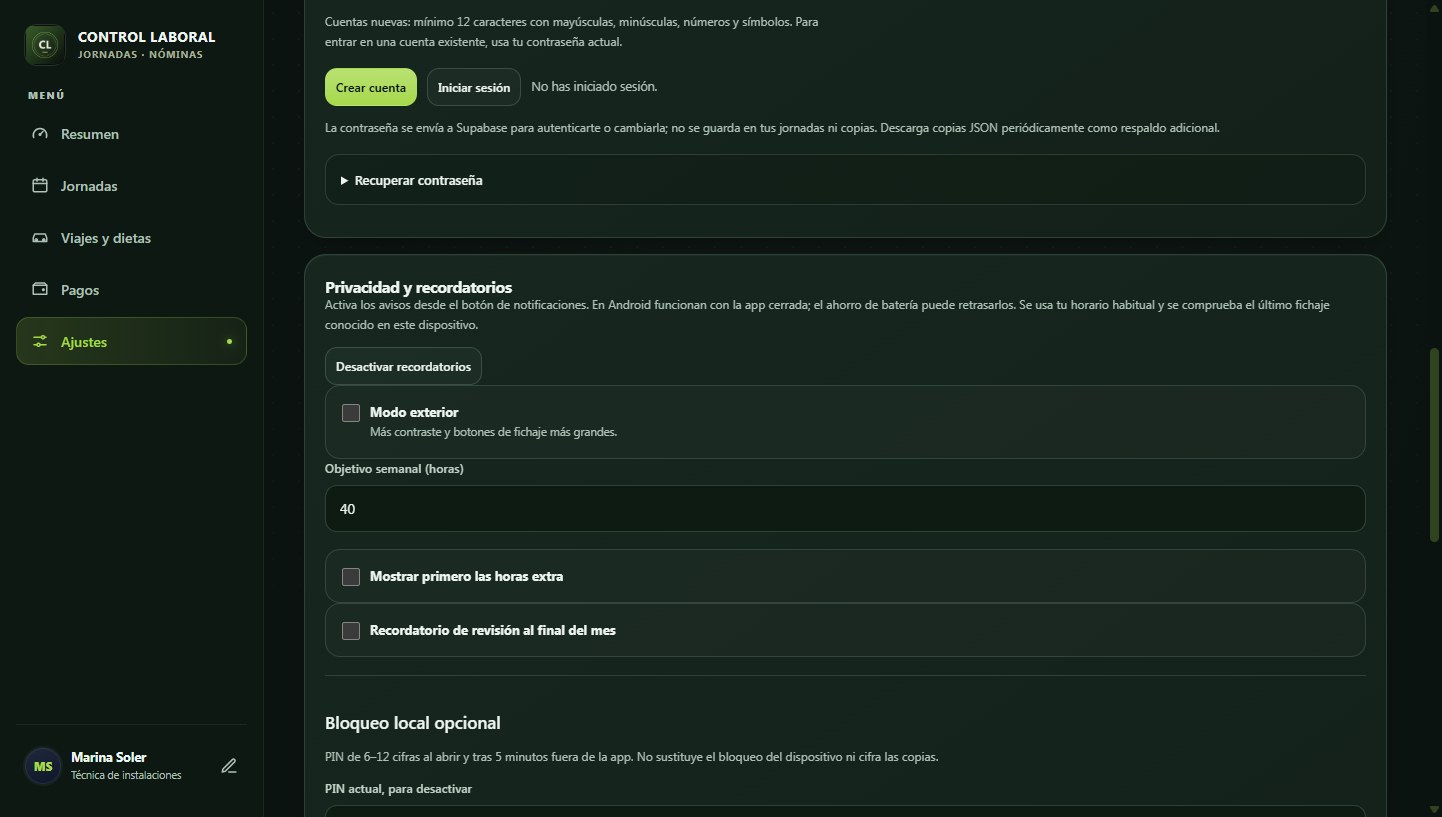 CL
CONTROL LABORAL
JORNADAS · NÓMINAS
MENÚ
Resumen
Jornadas
Viajes y dietas
Pagos
Ajustes
MS
Marina Soler
Técnica de instalaciones
Cuentas nuevas: mínimo 12 caracteres con mayúsculas, minúsculas, números y símbolos. Para
entrar en una cuenta existente, usa tu contraseña actual.
Crear cuenta
Iniciar sesión
No has iniciado sesión.
La contraseña se envía a Supabase para autenticarte o cambiarla; no se guarda en tus jornadas ni copias. Descarga copias JSON periódicamente como respaldo adicional.
Recuperar contraseña
Privacidad y recordatorios
Activa los avisos desde el botón de notificaciones. En Android funcionan con la app cerrada; el ahorro de batería puede retrasarlos. Se usa tu horario habitual y se comprueba el último fichaje
conocido en este dispositivo.
Desactivar recordatorios
Modo exterior
Más contraste y botones de fichaje más grandes.
Objetivo semanal (horas)
40
Mostrar primero las horas extra
Recordatorio de revisión al final del mes
Bloqueo local opcional
PIN de 6–12 cifras al abrir y tras 5 minutos fuera de la app. No sustituye el bloqueo del dispositivo ni cifra las copias.
PIN actual, para desactivar